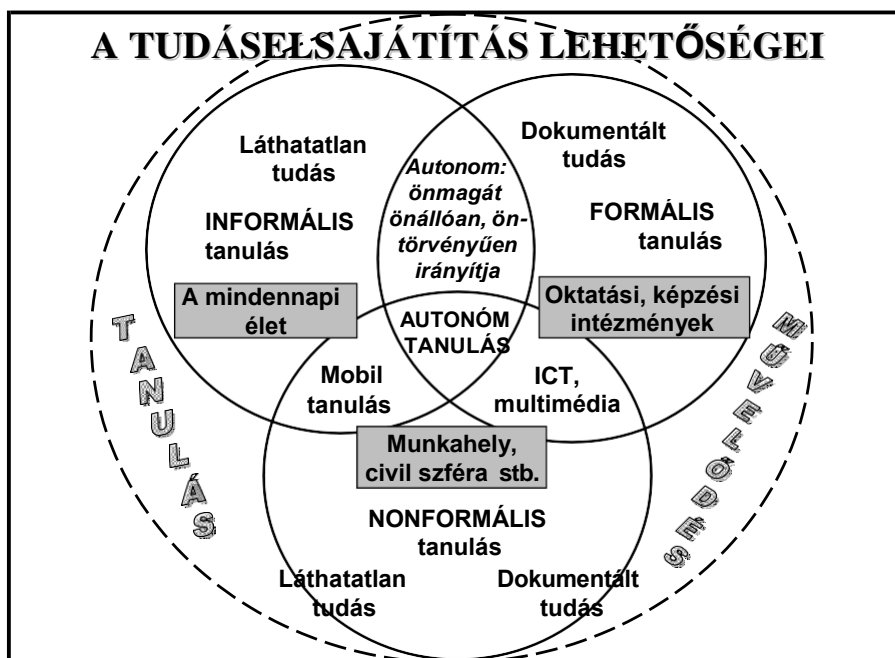 A TUDÁSELSAJÁTÍTÁS LEHETŐSÉGEI
Láthatatlan
tudás
INFORMÁLIS
tanulás
A mindennapi
élet
Autonom:
önmagát
önállóan, ön-
törvényűen
irányítja
Dokumentált
tudás
FORMÁLIS
tanulás
Oktatási, képzési
intézmények
AUTONÓM
TANULÁS
Mobil
tanulás
ICT,
multimédia
Munkahely,
civil szféra stb.
NONFORMÁLIS
tanulás
Láthatatlan
tudás
Dokumentált
tudás
TANULÁS
MŰVELŐDÉS